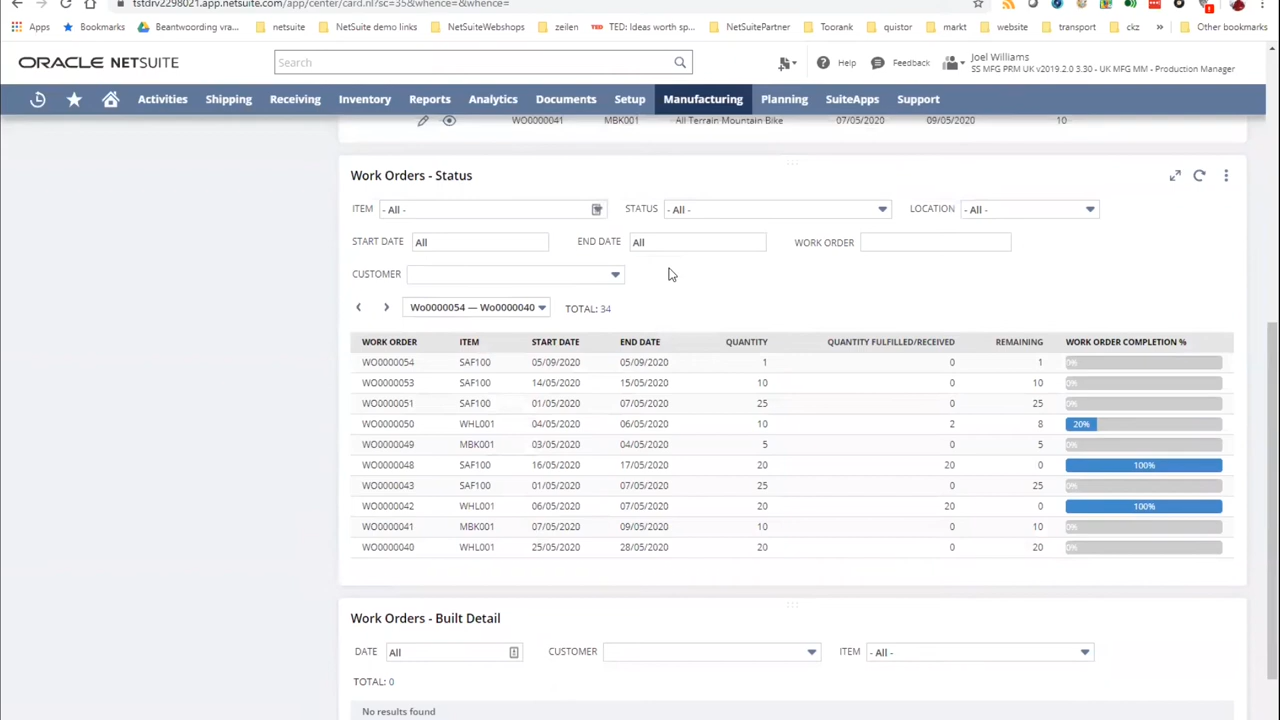 tstdrv2298021.app.netsuite.com/app/center/card.nl?sc=35&whence=&whence=
Apps Bookmarks Beantwoording vra... netsuite NetSuite demo links NetSuiteWebshops zeilen TED: Ideas worth sp... NetSuitePartner Toorank quistor markt website transport ckz » Other bookmarks
ORACLE NETSUITE Search Help Feedback Joel Williams
SS MFG PRM UK v2019.2.0 3.30 - UK MFG MM - Production Manager
Activities Shipping Receiving Inventory Reports Analytics Documents Setup Manufacturing Planning SuiteApps Support
WO0000041 MBK001 All Terrain Mountain Bike 07/05/2020 09/05/2020 10
Work Orders - Status
ITEM - All - STATUS - All - LOCATION - All -
START DATE All END DATE All WORK ORDER
CUSTOMER
Wo0000054 — Wo0000040 TOTAL: 34
WORK ORDER ITEM START DATE END DATE QUANTITY QUANTITY FULFILLED/RECEIVED REMAINING WORK ORDER COMPLETION %
WO0000054 SAF100 05/09/2020 05/09/2020 1 0 1 0%
WO0000053 SAF100 14/05/2020 15/05/2020 10 0 10 0%
WO0000051 SAF100 01/05/2020 07/05/2020 25 0 25 0%
WO0000050 WHL001 04/05/2020 06/05/2020 10 2 8 20%
WO0000049 MBK001 03/05/2020 04/05/2020 5 0 5 0%
WO0000048 SAF100 16/05/2020 17/05/2020 20 20 0 100%
WO0000043 SAF100 01/05/2020 07/05/2020 25 0 25 0%
WO0000042 WHL001 06/05/2020 07/05/2020 20 20 0 100%
WO0000041 MBK001 07/05/2020 09/05/2020 10 0 10 0%
WO0000040 WHL001 25/05/2020 28/05/2020 20 0 20 0%
Work Orders - Built Detail
DATE All CUSTOMER ITEM - All -
TOTAL: 0
No results found